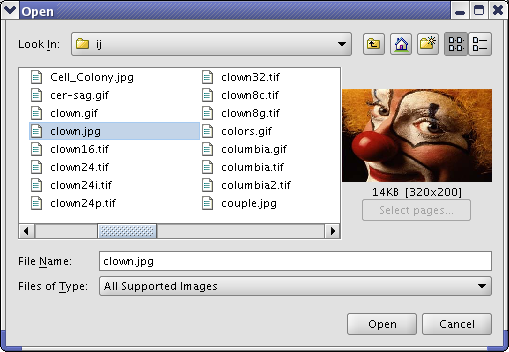 Open
Look In: ij
Cell_Colony.jpg clown32.tif
cer-sag.gif clown8c.tif
clown.gif clown8g.tif
clown.jpg colors.gif
clown16.tif columbia.gif
clown24.tif columbia.tif
clown24i.tif columbia2.tif
clown24p.tif couple.jpg
14KB [320x200]
Select pages...
File Name: clown.jpg
Files of Type: All Supported Images
Open Cancel